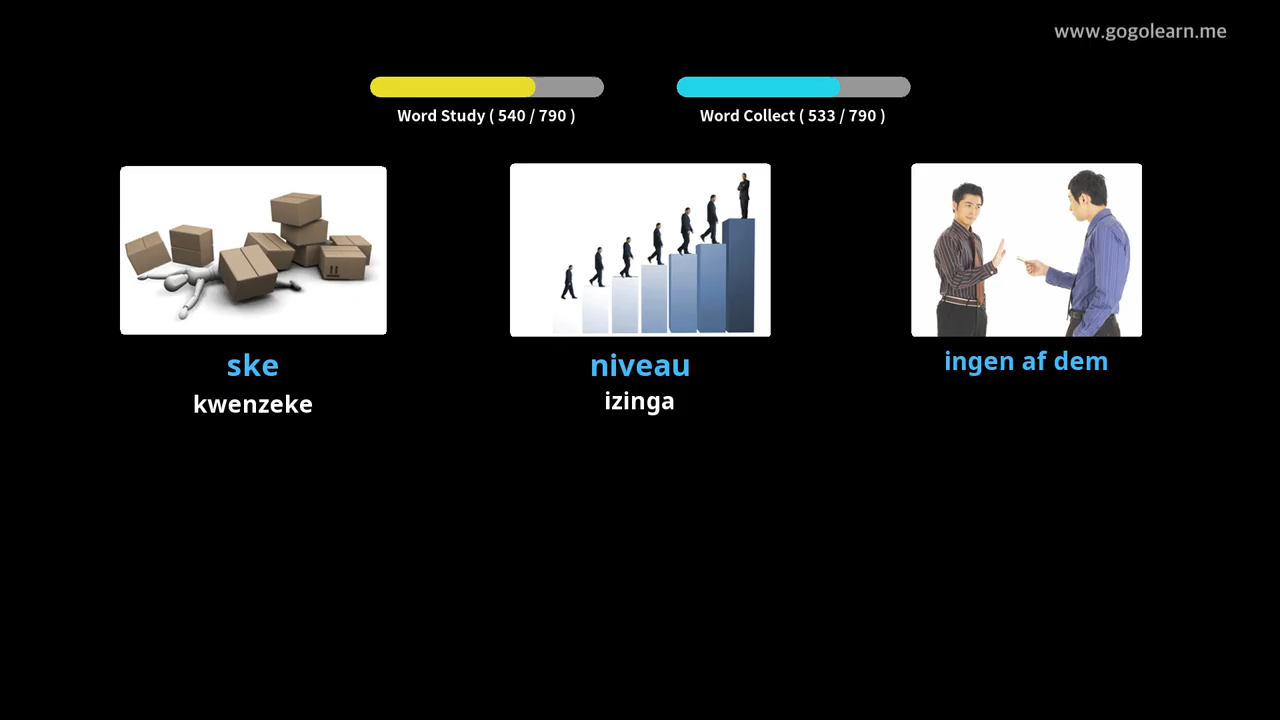 www.gogolearn.me
Word Study ( 540 / 790 )
Word Collect ( 533 / 790 )
ske
kwenzeke
niveau
izinga
ingen af dem